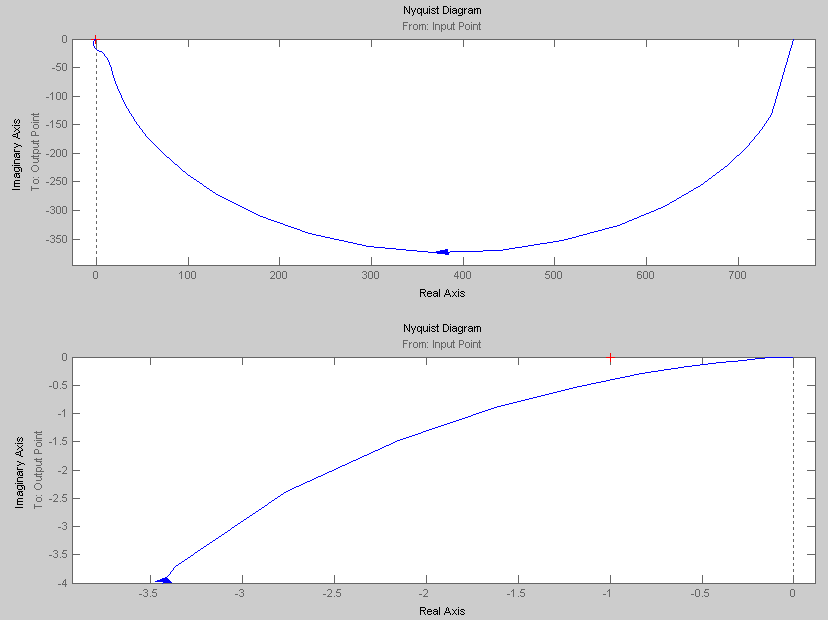 Nyquist Diagram
From: Input Point
0
-50
-100
-150
-200
-250
-300
-350
Imaginary Axis
To: Output Point
0 100 200 300 400 500 600 700
Real Axis
Nyquist Diagram
From: Input Point
0
-0.5
-1
-1.5
-2
-2.5
-3
-3.5
-4
Imaginary Axis
To: Output Point
-3.5 -3 -2.5 -2 -1.5 -1 -0.5 0
Real Axis